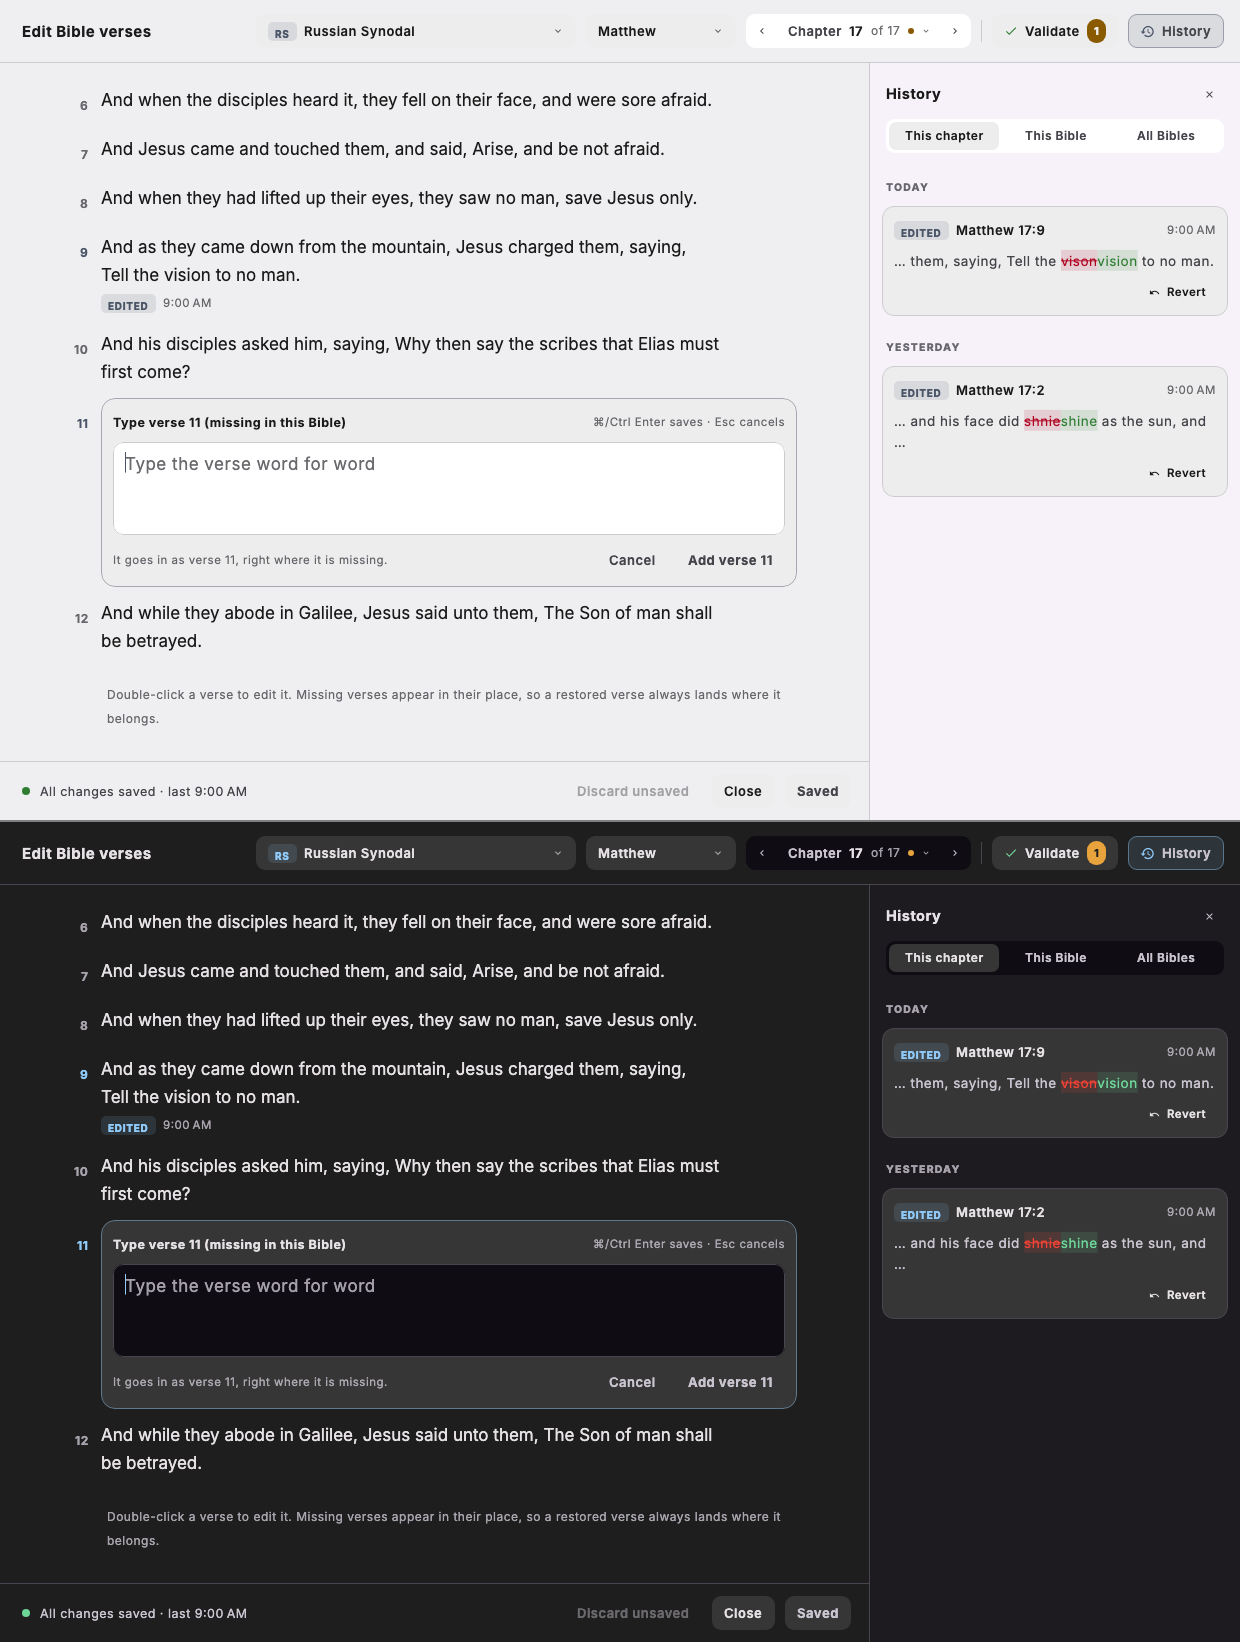 Edit Bible verses
RS Russian Synodal
Matthew
Chapter 17 of 17
Validate 1
History
6 And when the disciples heard it, they fell on their face, and were sore afraid.
7 And Jesus came and touched them, and said, Arise, and be not afraid.
8 And when they had lifted up their eyes, they saw no man, save Jesus only.
9 And as they came down from the mountain, Jesus charged them, saying,
Tell the vision to no man.
EDITED 9:00 AM
10 And his disciples asked him, saying, Why then say the scribes that Elias must
first come?
11 Type verse 11 (missing in this Bible) ⌘/Ctrl Enter saves · Esc cancels
Type the verse word for word
It goes in as verse 11, right where it is missing. Cancel Add verse 11
12 And while they abode in Galilee, Jesus said unto them, The Son of man shall
be betrayed.
Double-click a verse to edit it. Missing verses appear in their place, so a restored verse always lands where it
belongs.
All changes saved · last 9:00 AM Discard unsaved Close Saved
History ×
This chapter This Bible All Bibles
TODAY
EDITED Matthew 17:9 9:00 AM
... them, saying, Tell the visonvision to no man.
Revert
YESTERDAY
EDITED Matthew 17:2 9:00 AM
... and his face did shnieshine as the sun, and
...
Revert
Edit Bible verses
RS Russian Synodal
Matthew
Chapter 17 of 17
Validate 1
History
6 And when the disciples heard it, they fell on their face, and were sore afraid.
7 And Jesus came and touched them, and said, Arise, and be not afraid.
8 And when they had lifted up their eyes, they saw no man, save Jesus only.
9 And as they came down from the mountain, Jesus charged them, saying,
Tell the vision to no man.
EDITED 9:00 AM
10 And his disciples asked him, saying, Why then say the scribes that Elias must
first come?
11 Type verse 11 (missing in this Bible) ⌘/Ctrl Enter saves · Esc cancels
Type the verse word for word
It goes in as verse 11, right where it is missing. Cancel Add verse 11
12 And while they abode in Galilee, Jesus said unto them, The Son of man shall
be betrayed.
Double-click a verse to edit it. Missing verses appear in their place, so a restored verse always lands where it
belongs.
All changes saved · last 9:00 AM Discard unsaved Close Saved
History ×
This chapter This Bible All Bibles
TODAY
EDITED Matthew 17:9 9:00 AM
... them, saying, Tell the visonvision to no man.
Revert
YESTERDAY
EDITED Matthew 17:2 9:00 AM
... and his face did shnieshine as the sun, and
...
Revert